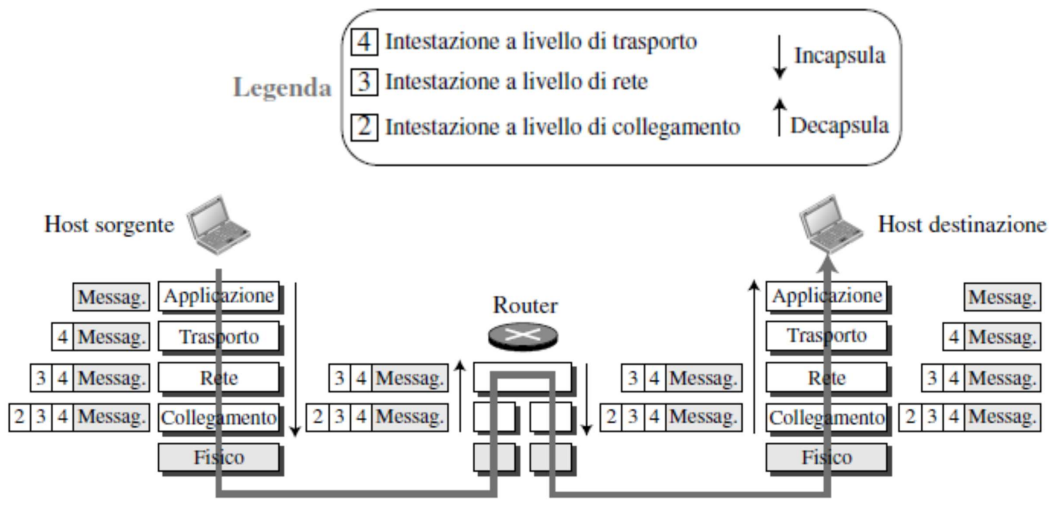 Legenda
4 Intestazione a livello di trasporto
3 Intestazione a livello di rete
2 Intestazione a livello di collegamento
Incapsula
Decapsula
Host sorgente
Host destinazione
Router
Messag. Applicazione
4 Messag. Trasporto
3 4 Messag. Rete
2 3 4 Messag. Collegamento
Fisico
3 4 Messag.
2 3 4 Messag.
3 4 Messag.
2 3 4 Messag.
Applicazione Messag.
Trasporto 4 Messag.
Rete 3 4 Messag.
Collegamento 2 3 4 Messag.
Fisico